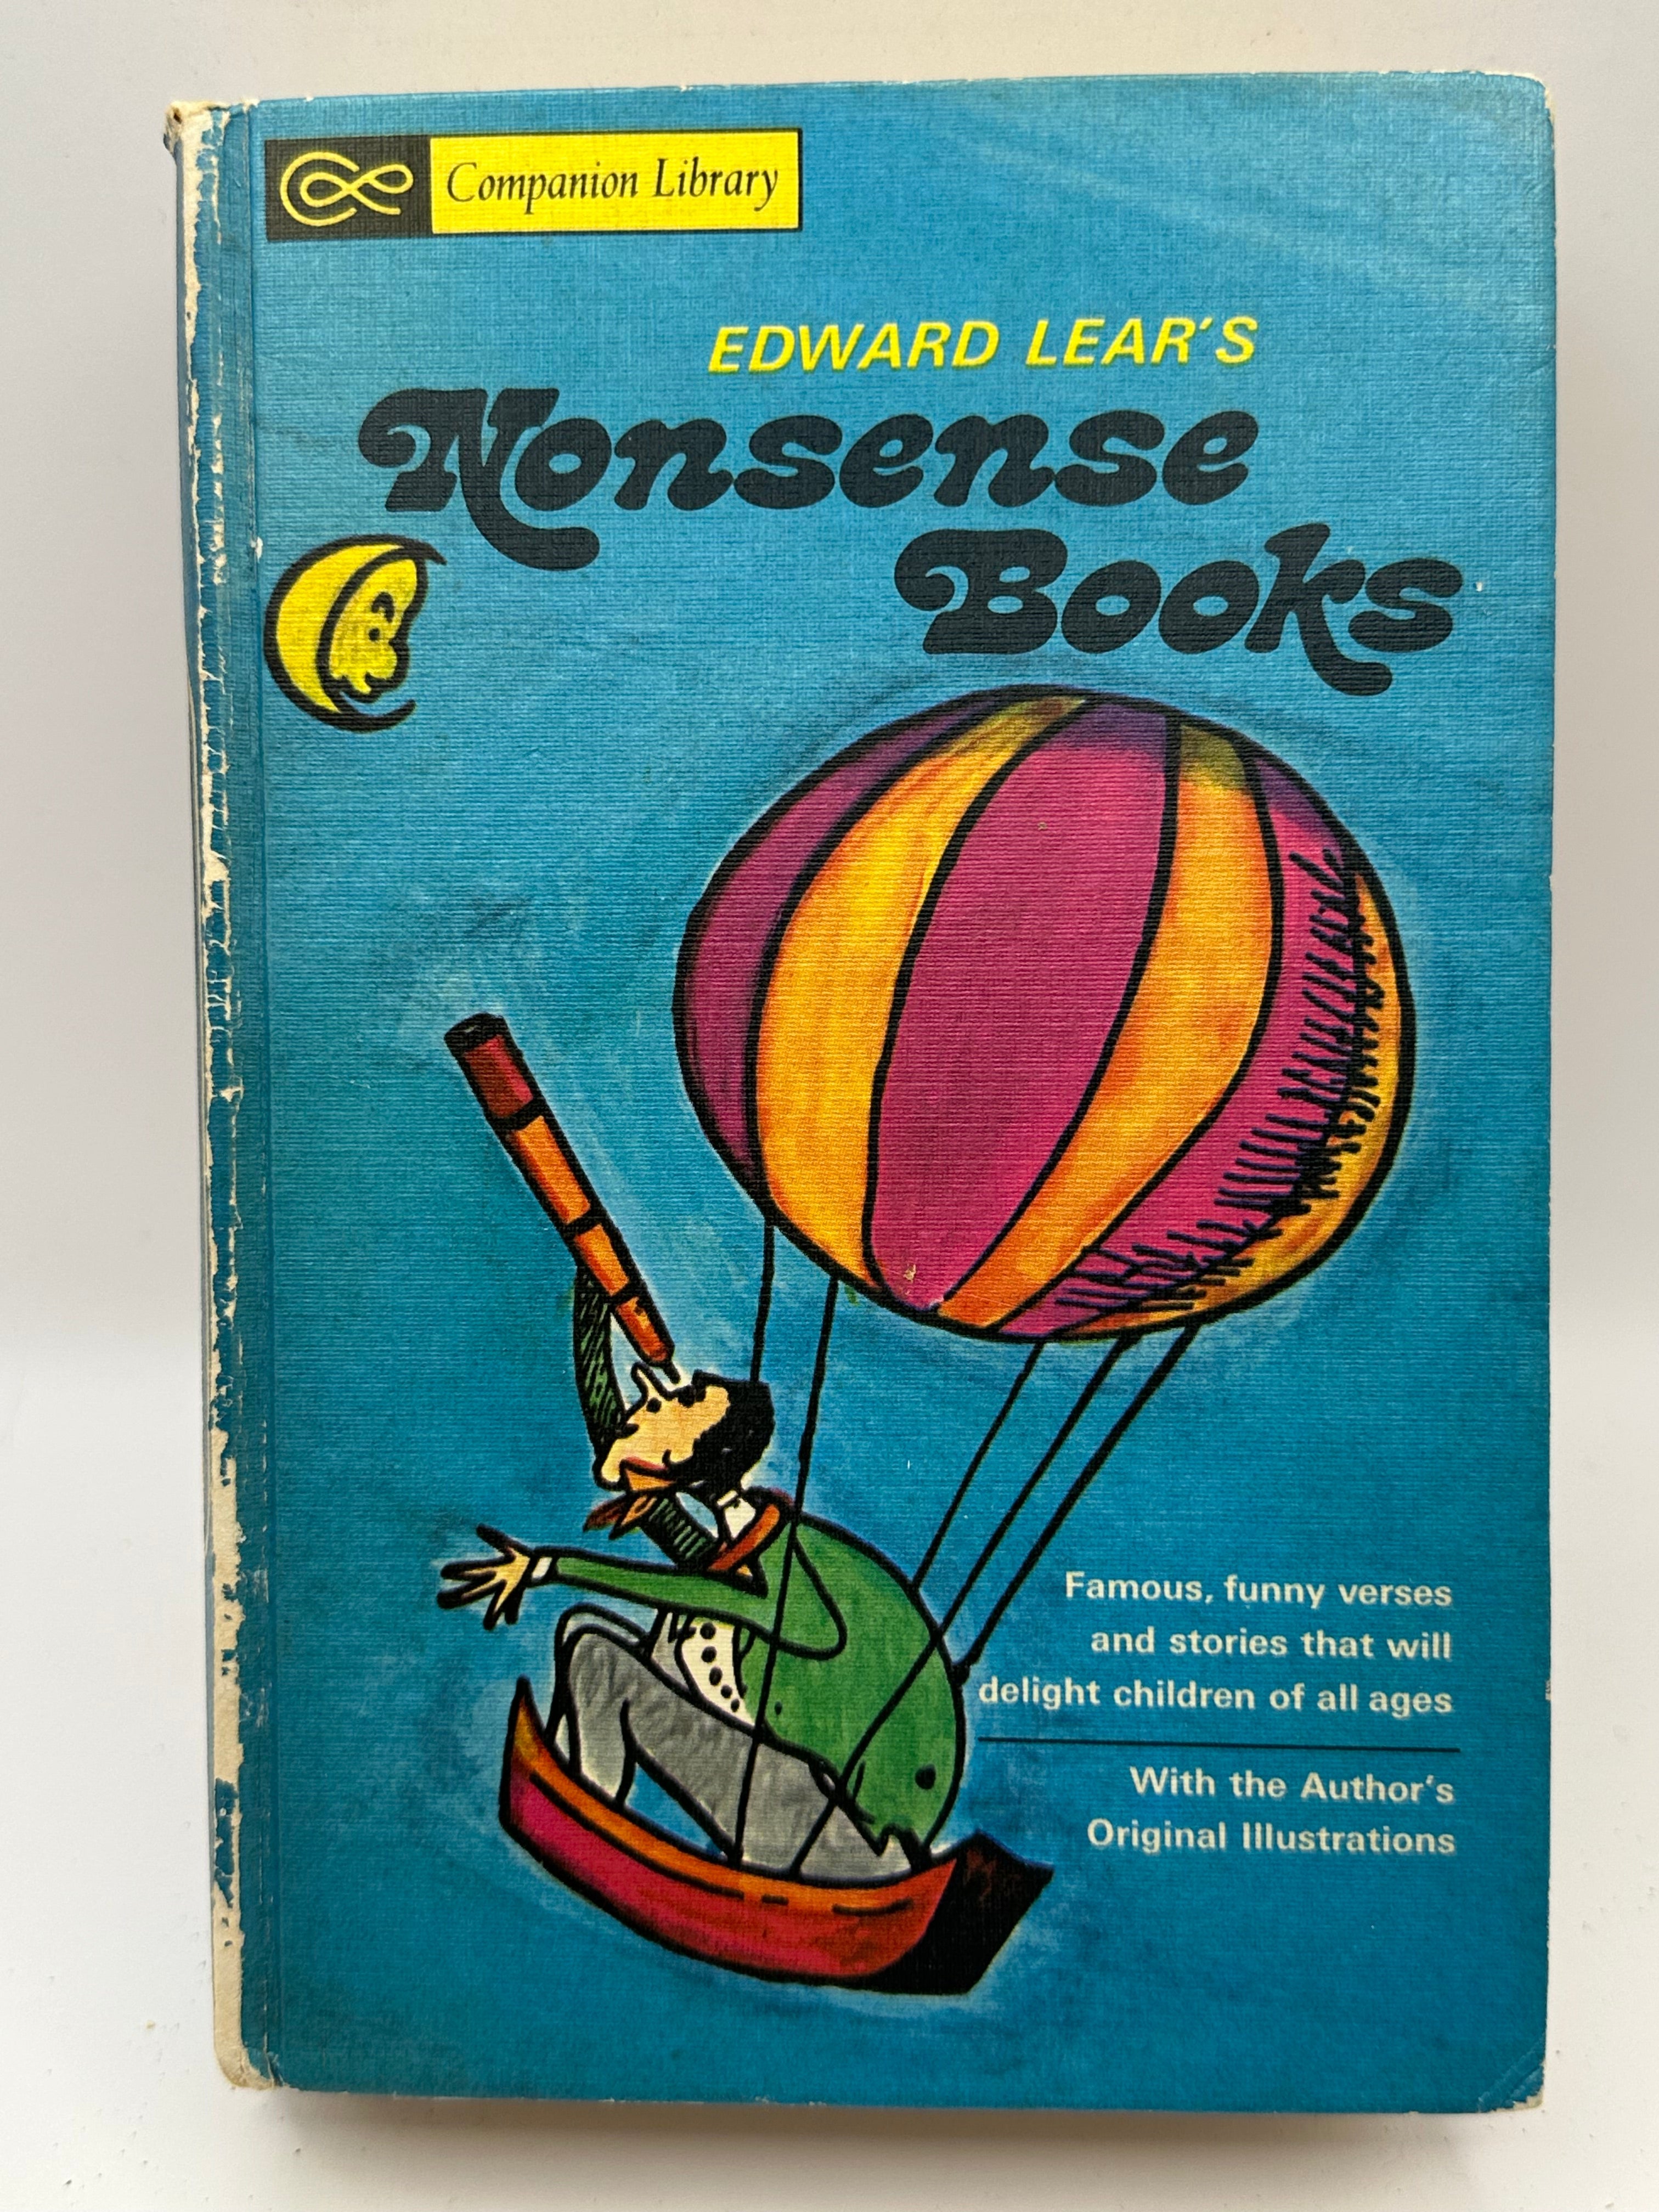 Companion Library
EDWARD LEAR'S
Nonsense
Books
Famous, funny verses
and stories that will
delight children of all ages
With the Author's
Original Illustrations